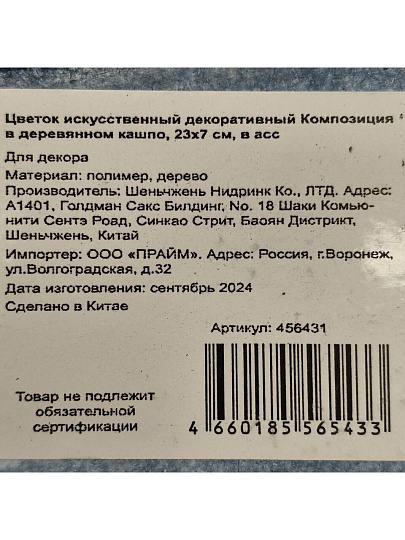 Цветок искусственный декоративный Композиция
в деревянном кашпо, 23х7 см, в асс
Для декора
Материал: полимер, дерево
Производитель: Шеньчжень Нидринк Ко., ЛТД. Адрес:
А1401, Голдман Сакс Билдинг, No. 18 Шаки Комью-
нити Сентэ Роад, Синкао Стрит, Баоян Дистрикт,
Шеньчжень, Китай
Импортер: ООО «ПРАЙМ». Адрес: Россия, г.Воронеж,
ул.Волгоградская, д.32
Дата изготовления: сентябрь 2024
Сделано в Китае
Артикул: 456431
Товар не подлежит
обязательной
сертификации
4 660185 565433